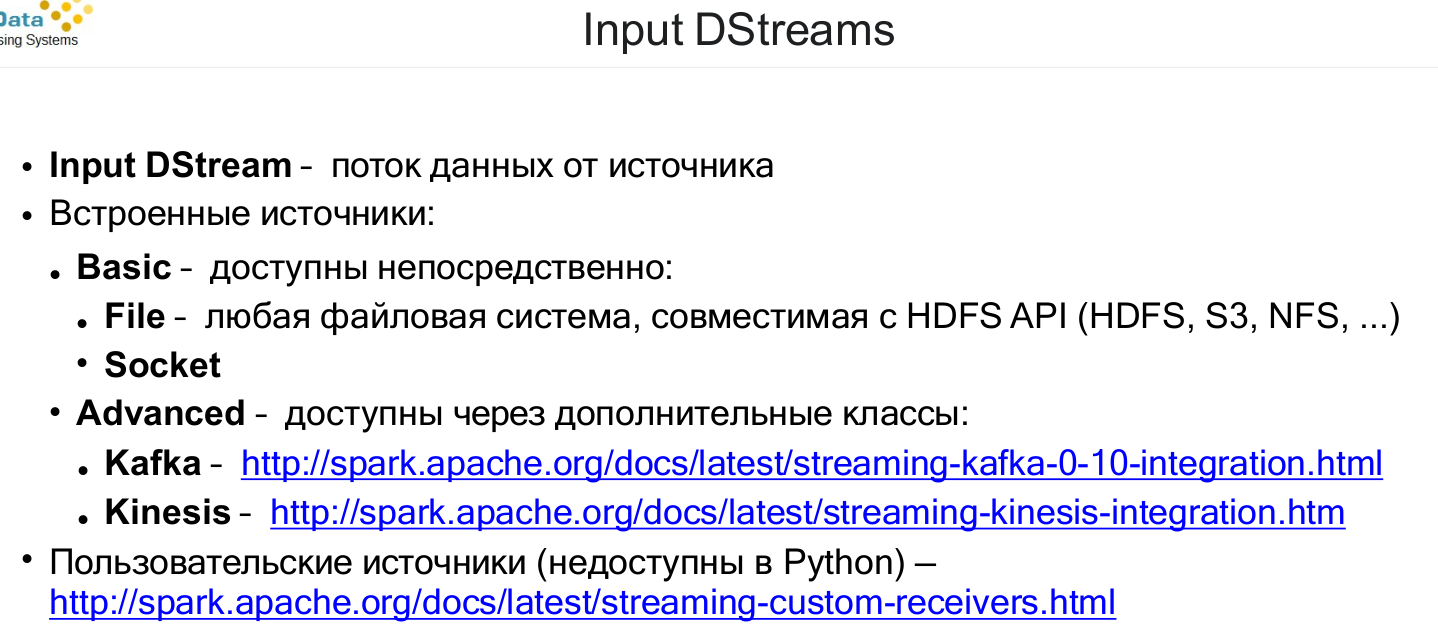 Data
sing Systems
Input DStreams
• Input DStream – поток данных от источника
• Встроенные источники:
• Basic – доступны непосредственно:
• File – любая файловая система, совместимая с HDFS API (HDFS, S3, NFS, ...)
• Socket
• Advanced – доступны через дополнительные классы:
• Kafka – http://spark.apache.org/docs/latest/streaming-kafka-0-10-integration.html
• Kinesis – http://spark.apache.org/docs/latest/streaming-kinesis-integration.htm
• Пользовательские источники (недоступны в Python) —
http://spark.apache.org/docs/latest/streaming-custom-receivers.html